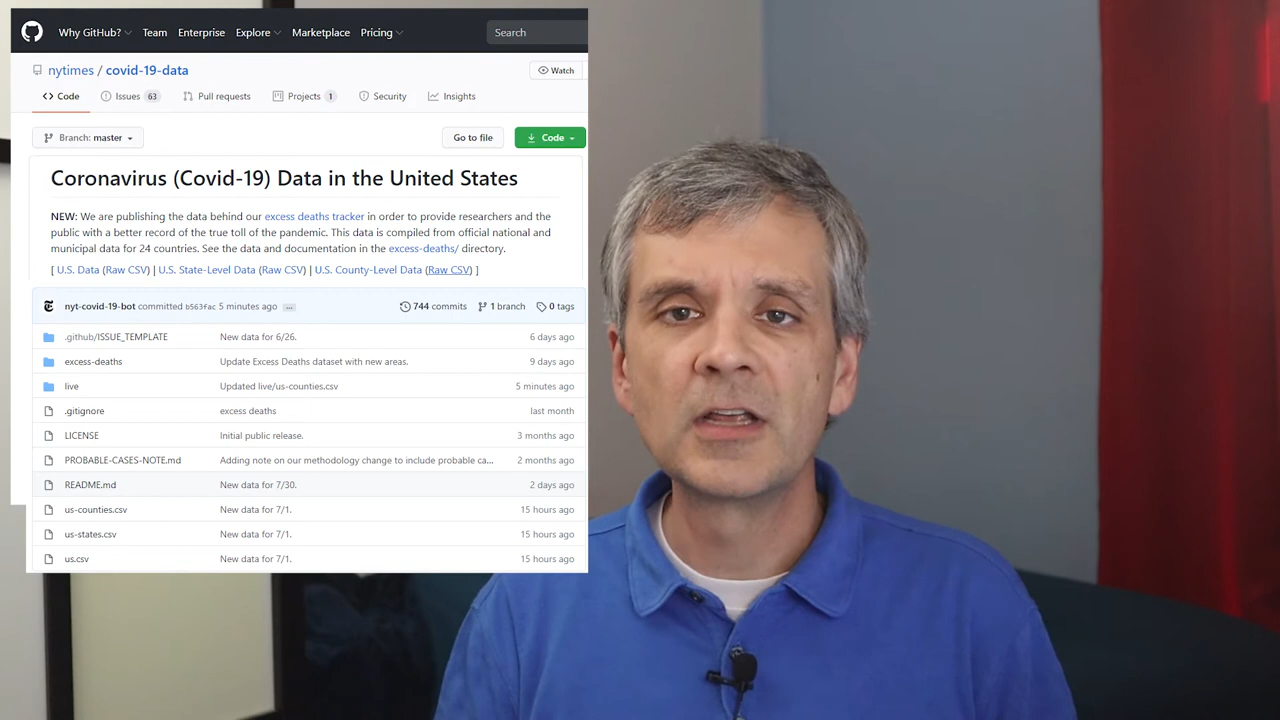 Why GitHub? Team Enterprise Explore Marketplace Pricing Search
nytimes / covid-19-data Watch
Code Issues 63 Pull requests Projects 1 Security Insights
Branch: master Go to file Code
Coronavirus (Covid-19) Data in the United States
NEW: We are publishing the data behind our excess deaths tracker in order to provide researchers and the
public with a better record of the true toll of the pandemic. This data is compiled from official national and
municipal data for 24 countries. See the data and documentation in the excess-deaths/ directory.
[ U.S. Data (Raw CSV) | U.S. State-Level Data (Raw CSV) | U.S. County-Level Data (Raw CSV) ]
nyt-covid-19-bot committed b563fac 5 minutes ago ... 744 commits 1 branch 0 tags
.github/ISSUE_TEMPLATE New data for 6/26. 6 days ago
excess-deaths Update Excess Deaths dataset with new areas. 9 days ago
live Updated live/us-counties.csv 5 minutes ago
.gitignore excess deaths last month
LICENSE Initial public release. 3 months ago
PROBABLE-CASES-NOTE.md Adding note on our methodology change to include probable ca... 2 months ago
README.md New data for 7/30. 2 days ago
us-counties.csv New data for 7/1. 15 hours ago
us-states.csv New data for 7/1. 15 hours ago
us.csv New data for 7/1. 15 hours ago